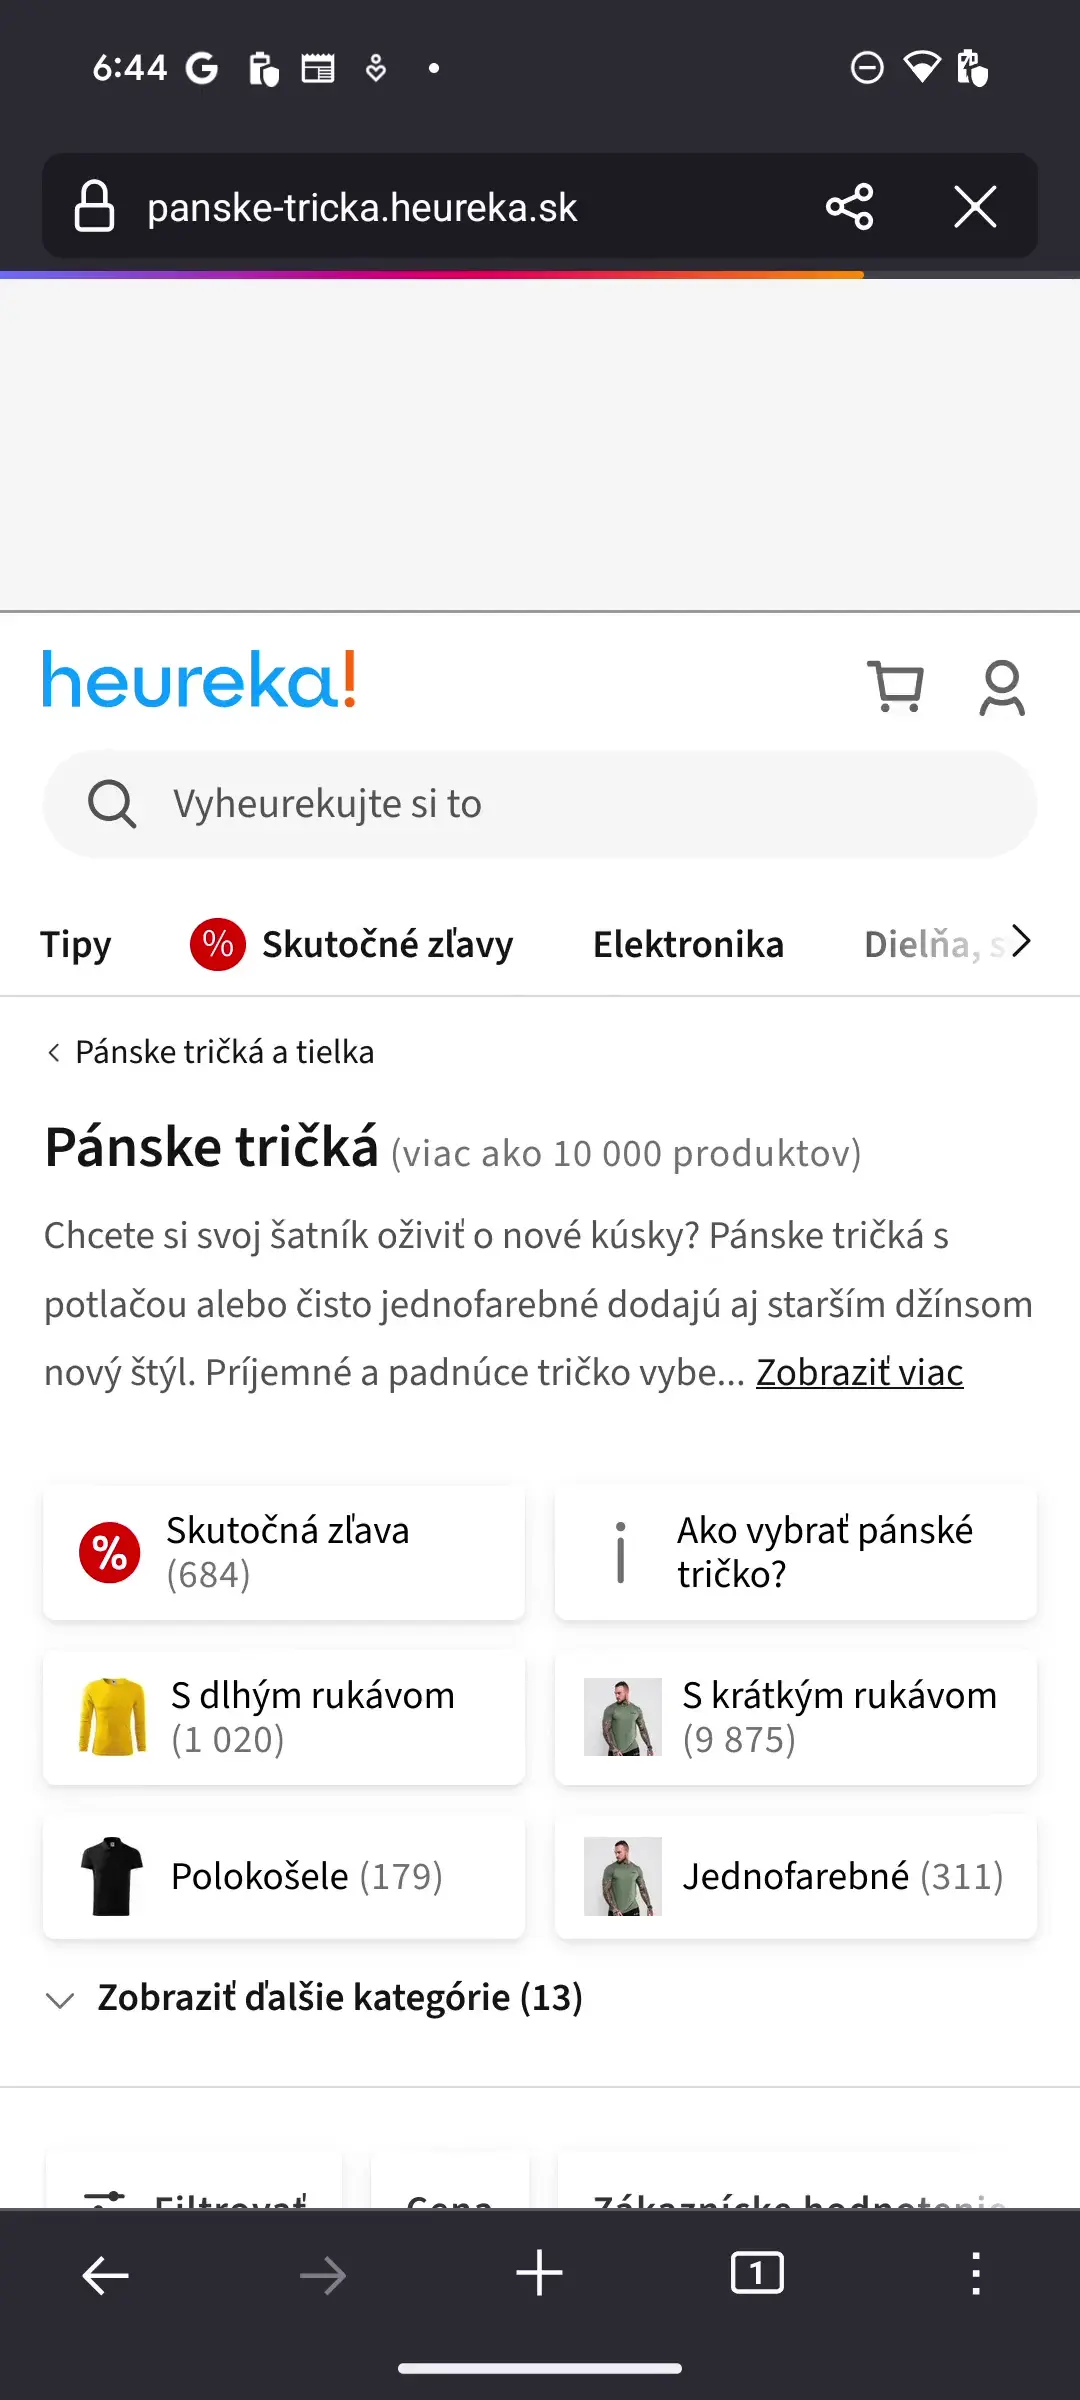 6:44
panske-tricka.heureka.sk
heureka!
Vyheurekujte si to
Tipy
% Skutočné zľavy
Elektronika
Dielňa, s
Pánske tričká a tielka
Pánske tričká (viac ako 10 000 produktov)
Chcete si svoj šatník oživiť o nové kúsky? Pánske tričká s
potlačou alebo čisto jednofarebné dodajú aj starším džínsom
nový štýl. Príjemné a padnúce tričko vybe... Zobraziť viac
% Skutočná zľava
(684)
Ako vybrať pánské
tričko?
S dlhým rukávom
(1 020)
S krátkým rukávom
(9 875)
Polokošele (179)
Jednofarebné (311)
Zobraziť ďalšie kategórie (13)
Filtrovať
Cena
Zákaznícke hodnotenie
1